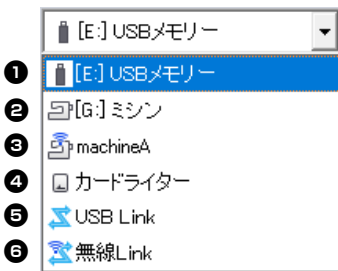 [E:] USBメモリー
❶ [E:] USBメモリー
❷ [G:] ミシン
❸ machineA
❹ カードライター
❺ USB Link
❻ 無線Link